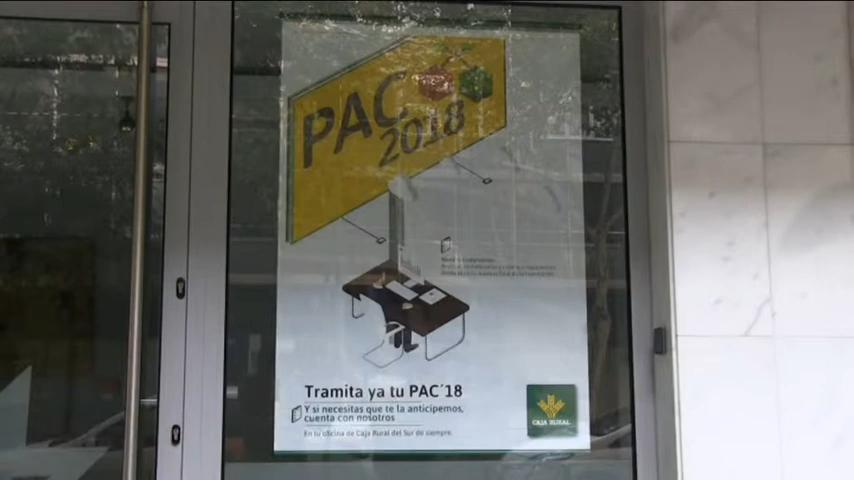 PAC
2018
Tramita ya tu PAC´18
Y si necesitas que te la anticipemos,
cuenta con nosotros
En tu oficina de Caja Rural del Sur de siempre.
CAJA RURAL